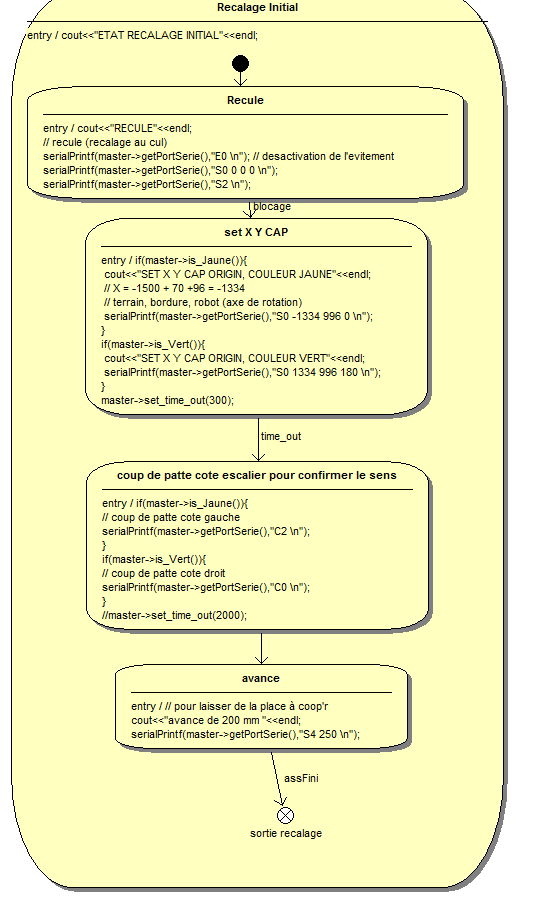 Recalage Initial
entry / cout<<"ETAT RECALAGE INITIAL"<<endl;
Recule
entry / cout<<"RECULE"<<endl;
// recule (recalage au cul)
serialPrintf(master->getPortSerie(),"E0 \n"); // desactivation de l'evitement
serialPrintf(master->getPortSerie(),"S0 0 0 0 \n");
serialPrintf(master->getPortSerie(),"S2 \n");
blocage
set X Y CAP
entry / if(master->is_Jaune()){
cout<<"SET X Y CAP ORIGIN, COULEUR JAUNE"<<endl;
// X = -1500 + 70 +96 = -1334
// terrain, bordure, robot (axe de rotation)
serialPrintf(master->getPortSerie(),"S0 -1334 996 0 \n");
}
if(master->is_Vert()){
cout<<"SET X Y CAP ORIGIN, COULEUR VERT"<<endl;
serialPrintf(master->getPortSerie(),"S0 1334 996 180 \n");
}
master->set_time_out(300);
time_out
coup de patte cote escalier pour confirmer le sens
entry / if(master->is_Jaune()){
// coup de patte cote gauche
serialPrintf(master->getPortSerie(),"C2 \n");
}
if(master->is_Vert()){
// coup de patte cote droit
serialPrintf(master->getPortSerie(),"C0 \n");
}
//master->set_time_out(2000);
avance
entry / // pour laisser de la place à coop'r
cout<<"avance de 200 mm "<<endl;
serialPrintf(master->getPortSerie(),"S4 250 \n");
assFini
sortie recalage